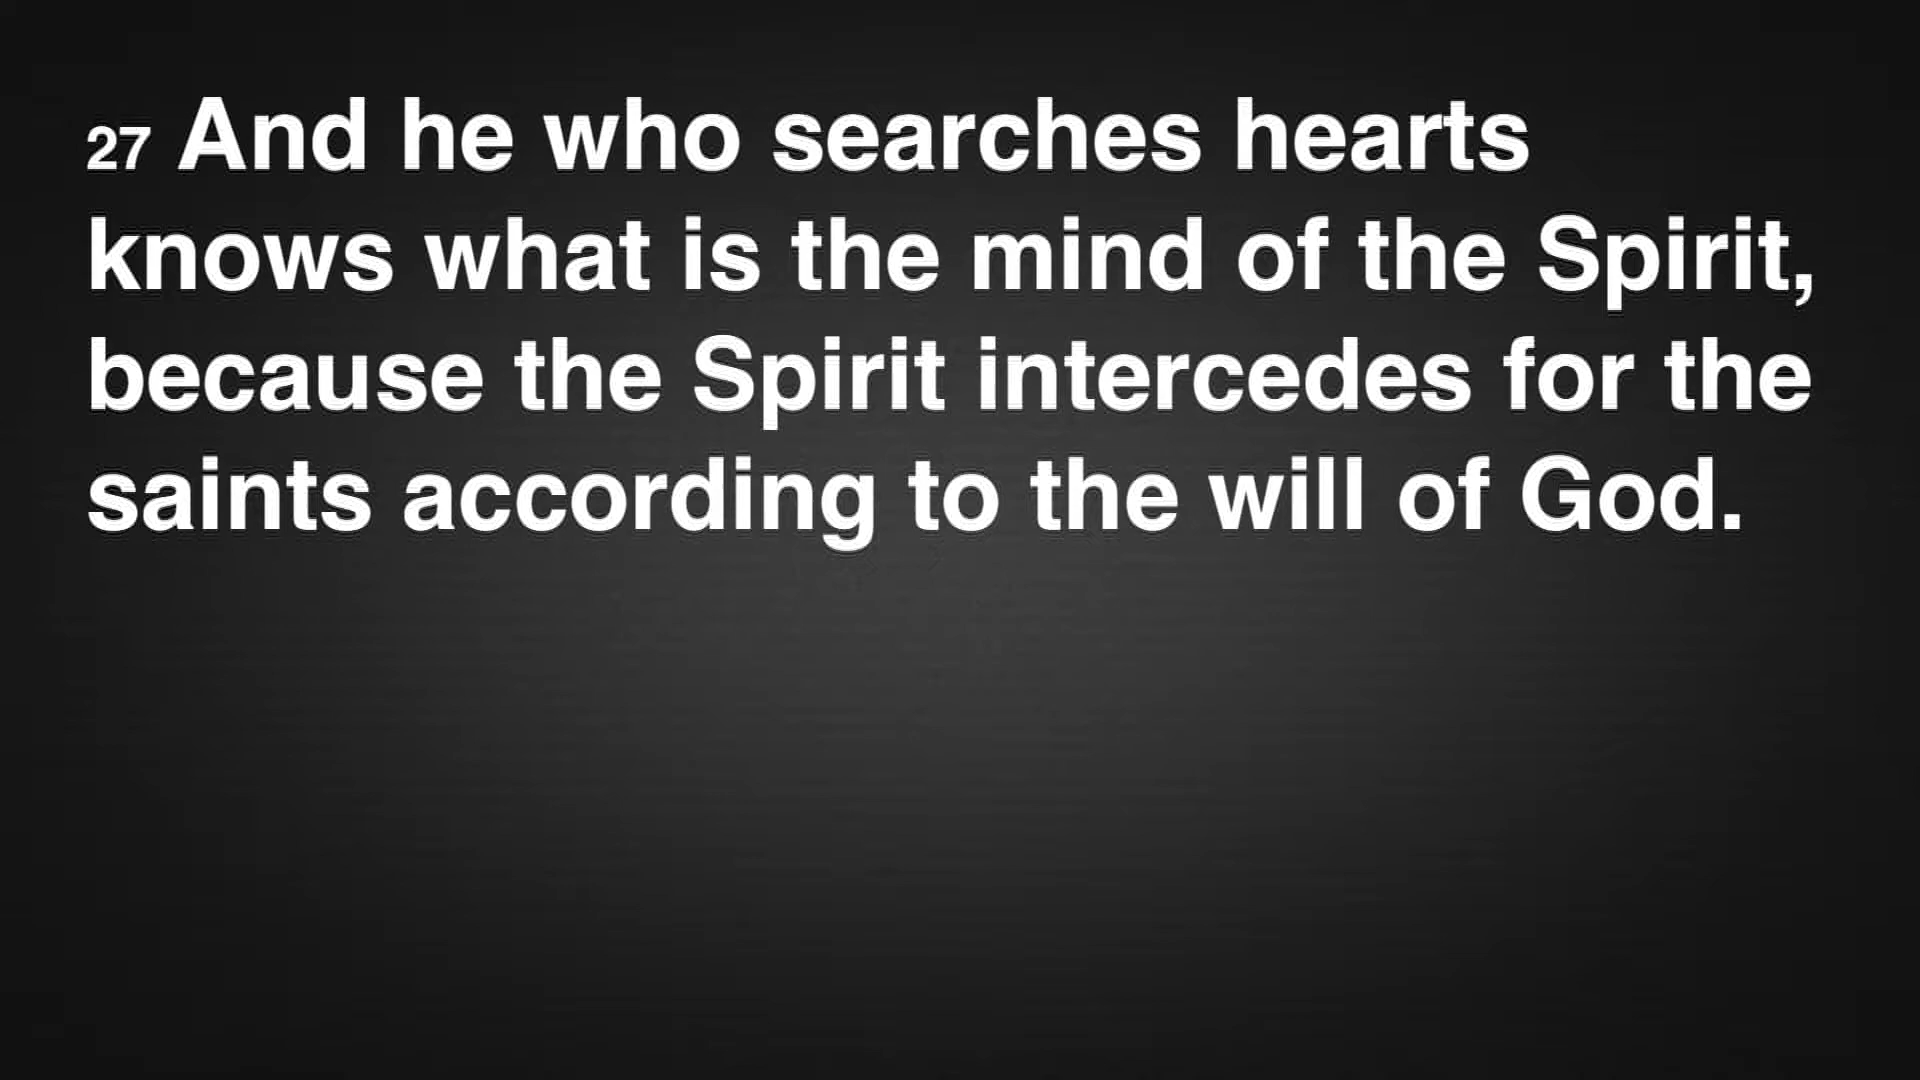 27 And he who searches hearts
knows what is the mind of the Spirit,
because the Spirit intercedes for the
saints according to the will of God.